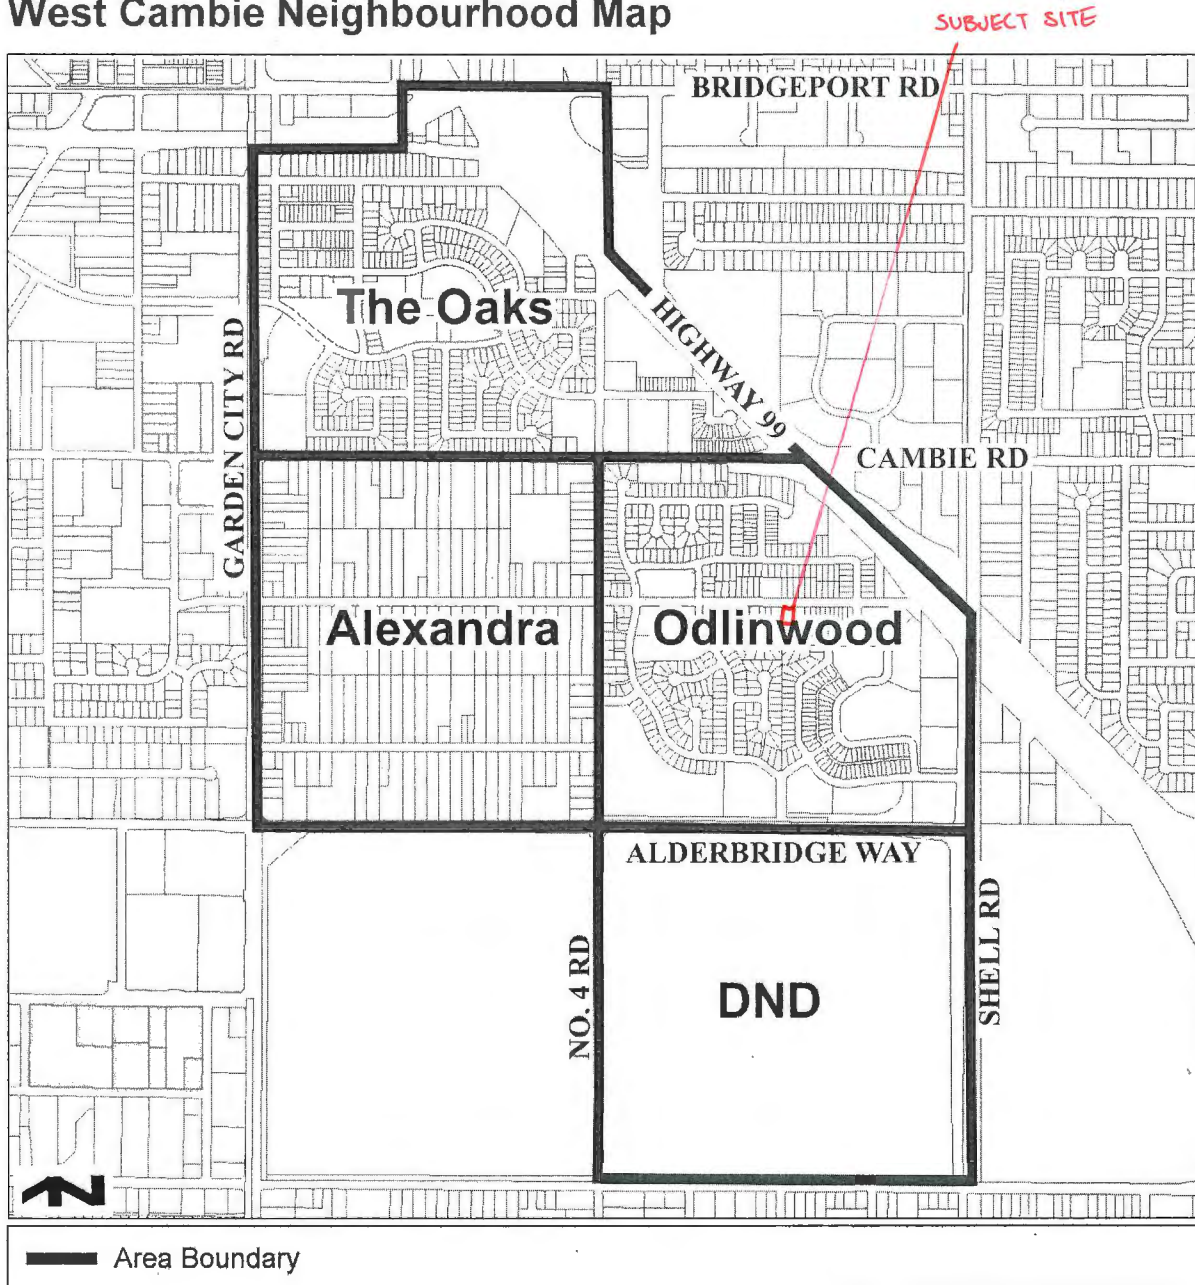 West Cambie Neighbourhood Map
SUBJECT SITE
BRIDGEPORT RD
The Oaks
HIGHWAY 99
GARDEN CITY RD
CAMBIE RD
Alexandra
Odlinwood
ALDERBRIDGE WAY
NO. 4 RD
DND
SHELL RD
N
Area Boundary